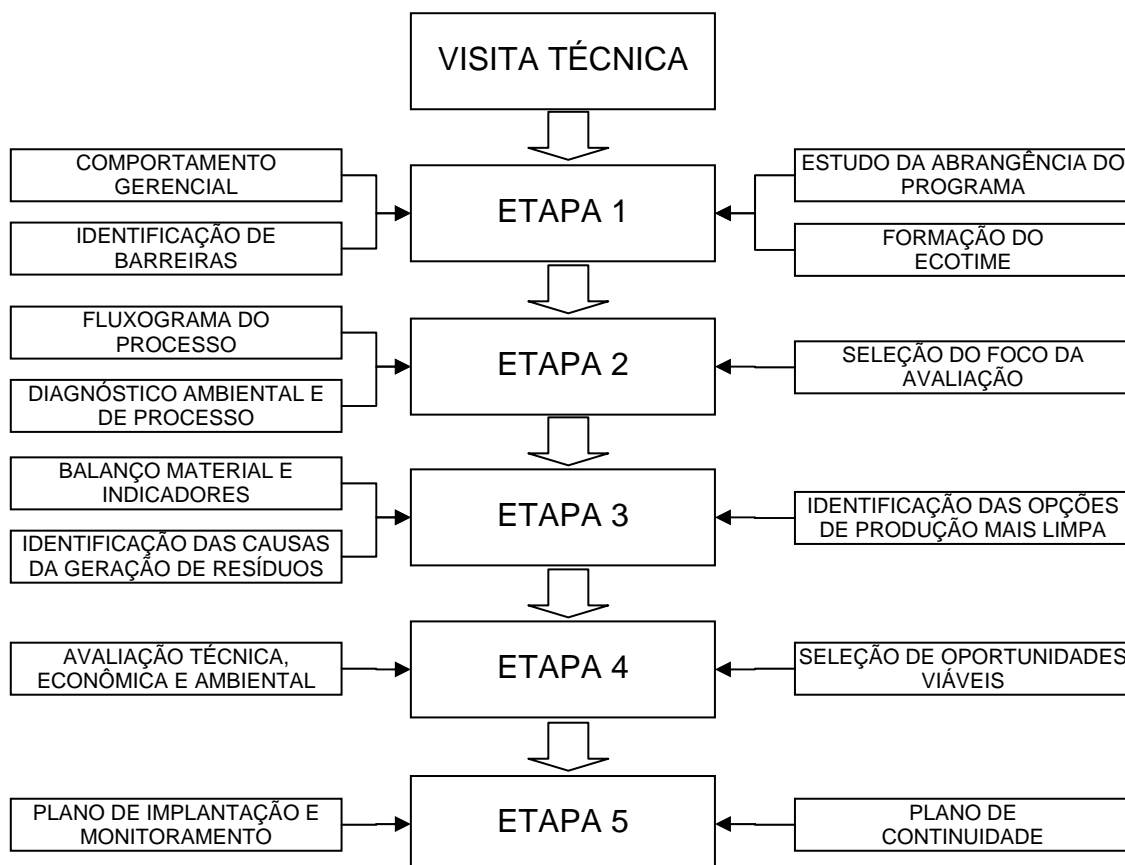 VISITA TÉCNICA
COMPORTAMENTO
GERENCIAL
IDENTIFICAÇÃO DE
BARREIRAS
ETAPA 1
ESTUDO DA ABRANGÊNCIA DO
PROGRAMA
FORMAÇÃO DO
ECOTIME
FLUXOGRAMA DO
PROCESSO
DIAGNÓSTICO AMBIENTAL E
DE PROCESSO
ETAPA 2
SELEÇÃO DO FOCO DA
AVALIAÇÃO
BALANÇO MATERIAL E
INDICADORES
IDENTIFICAÇÃO DAS CAUSAS
DA GERAÇÃO DE RESÍDUOS
ETAPA 3
IDENTIFICAÇÃO DAS OPÇÕES
DE PRODUÇÃO MAIS LIMPA
AVALIAÇÃO TÉCNICA,
ECONÔMICA E AMBIENTAL
ETAPA 4
SELEÇÃO DE OPORTUNIDADES
VIÁVEIS
PLANO DE IMPLANTAÇÃO E
MONITORAMENTO
ETAPA 5
PLANO DE
CONTINUIDADE